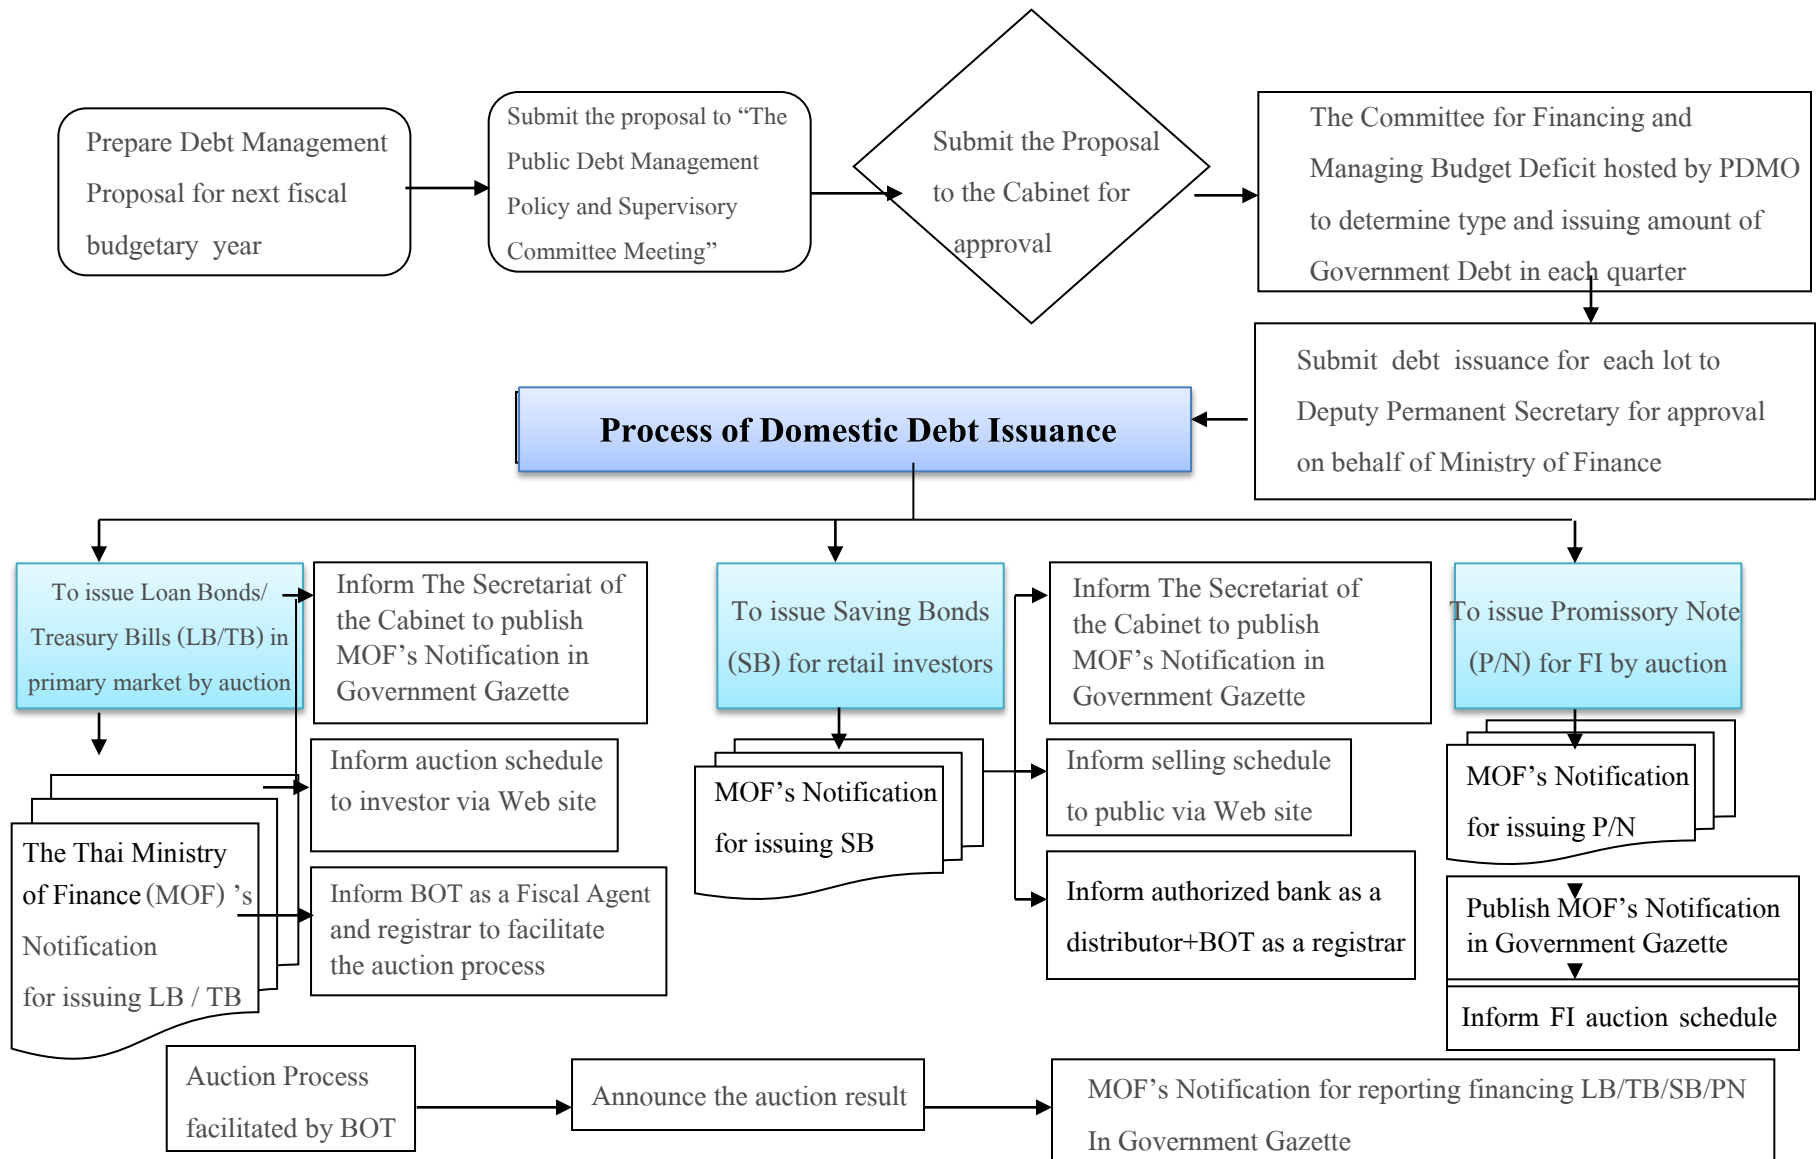 Prepare Debt Management
Proposal for next fiscal
budgetary year
Submit the proposal to “The
Public Debt Management
Policy and Supervisory
Committee Meeting”
Submit the Proposal
to the Cabinet for
approval
The Committee for Financing and
Managing Budget Deficit hosted by PDMO
to determine type and issuing amount of
Government Debt in each quarter
Submit debt issuance for each lot to
Deputy Permanent Secretary for approval
on behalf of Ministry of Finance
Process of Domestic Debt Issuance
To issue Loan Bonds/
Treasury Bills (LB/TB) in
primary market by auction
Inform The Secretariat of
the Cabinet to publish
MOF’s Notification in
Government Gazette
Inform auction schedule
to investor via Web site
The Thai Ministry
of Finance (MOF) ’s
Notification
for issuing LB / TB
Inform BOT as a Fiscal Agent
and registrar to facilitate
the auction process
To issue Saving Bonds
(SB) for retail investors
MOF’s Notification
for issuing SB
Inform The Secretariat of
the Cabinet to publish
MOF’s Notification in
Government Gazette
Inform selling schedule
to public via Web site
Inform authorized bank as a
distributor+BOT as a registrar
To issue Promissory Note
(P/N) for FI by auction
MOF’s Notification
for issuing P/N
Publish MOF’s Notification
in Government Gazette
Inform FI auction schedule
Auction Process
facilitated by BOT
Announce the auction result
MOF’s Notification for reporting financing LB/TB/SB/PN
In Government Gazette